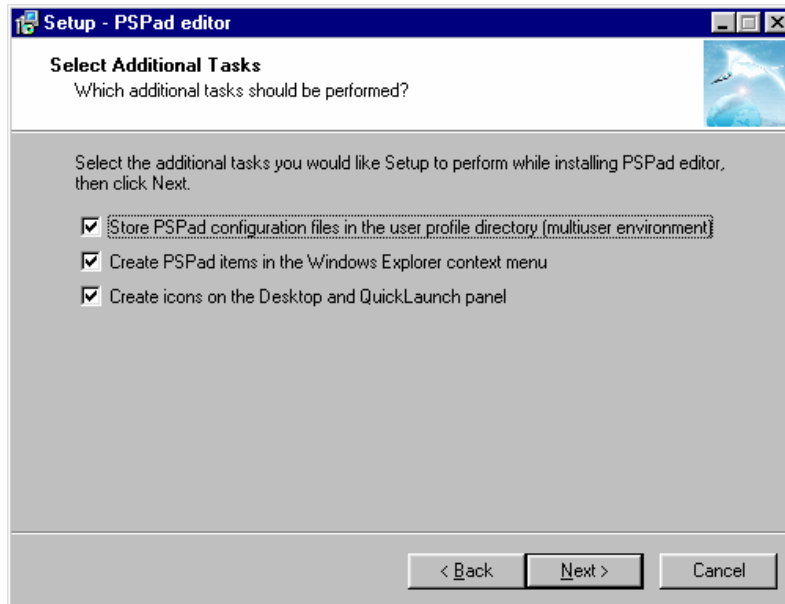 Setup - PSPad editor
Select Additional Tasks
Which additional tasks should be performed?
Select the additional tasks you would like Setup to perform while installing PSPad editor,
then click Next.
Store PSPad configuration files in the user profile directory (multiuser environment)
Create PSPad items in the Windows Explorer context menu
Create icons on the Desktop and QuickLaunch panel
< Back Next > Cancel